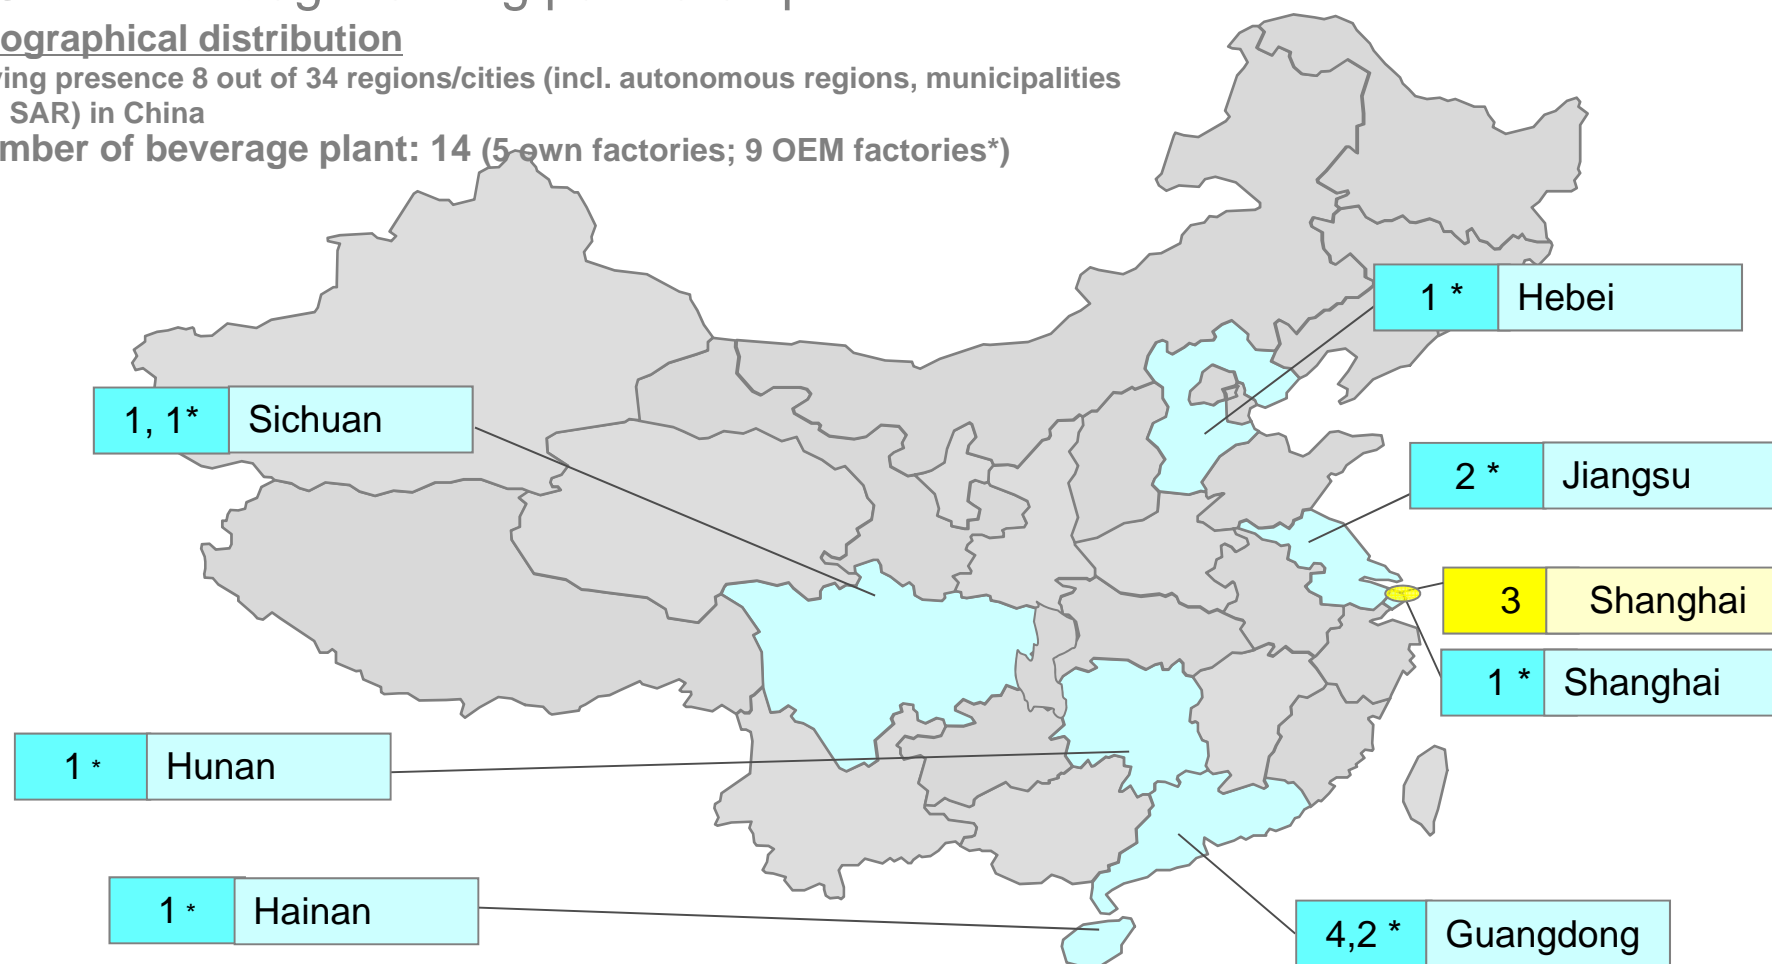 ographical distribution
ving presence 8 out of 34 regions/cities (incl. autonomous regions, municipalities
SAR) in China
mber of beverage plant: 14 (5 own factories; 9 OEM factories*)
1 * Hebei
1, 1* Sichuan
2 * Jiangsu
3 Shanghai
1 * Shanghai
1 * Hunan
1 * Hainan
4,2 * Guangdong